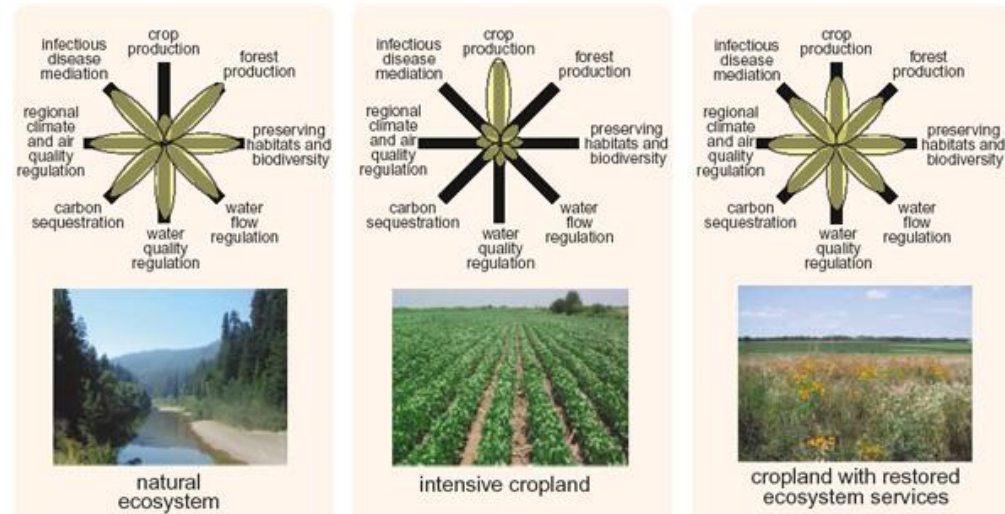 crop
production
infectious
disease
mediation
forest
production
regional
climate
and air
quality
regulation
preserving
habitats and
biodiversity
carbon
sequestration
water
flow
regulation
water
quality
regulation
natural
ecosystem
crop
production
infectious
disease
mediation
forest
production
regional
climate
and air
quality
regulation
preserving
habitats and
biodiversity
carbon
sequestration
water
flow
regulation
water
quality
regulation
intensive cropland
crop
production
infectious
disease
mediation
forest
production
regional
climate
and air
quality
regulation
preserving
habitats and
biodiversity
carbon
sequestration
water
flow
regulation
water
quality
regulation
cropland with restored
ecosystem services